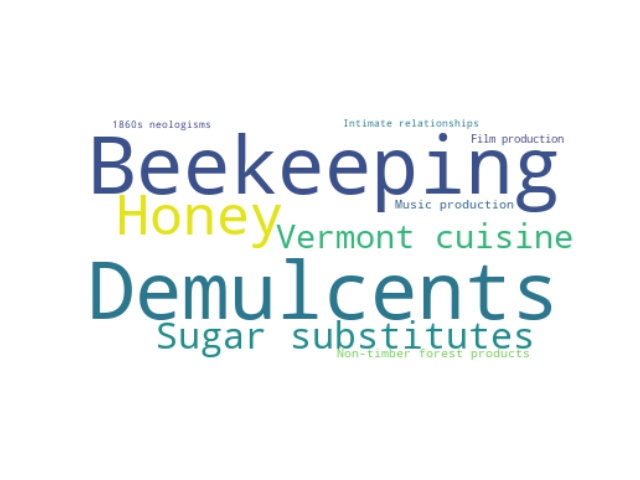 1860s neologisms
Intimate relationships
Film production
Beekeeping
Music production
Honey
Vermont cuisine
Demulcents
Sugar substitutes
Non-timber forest products